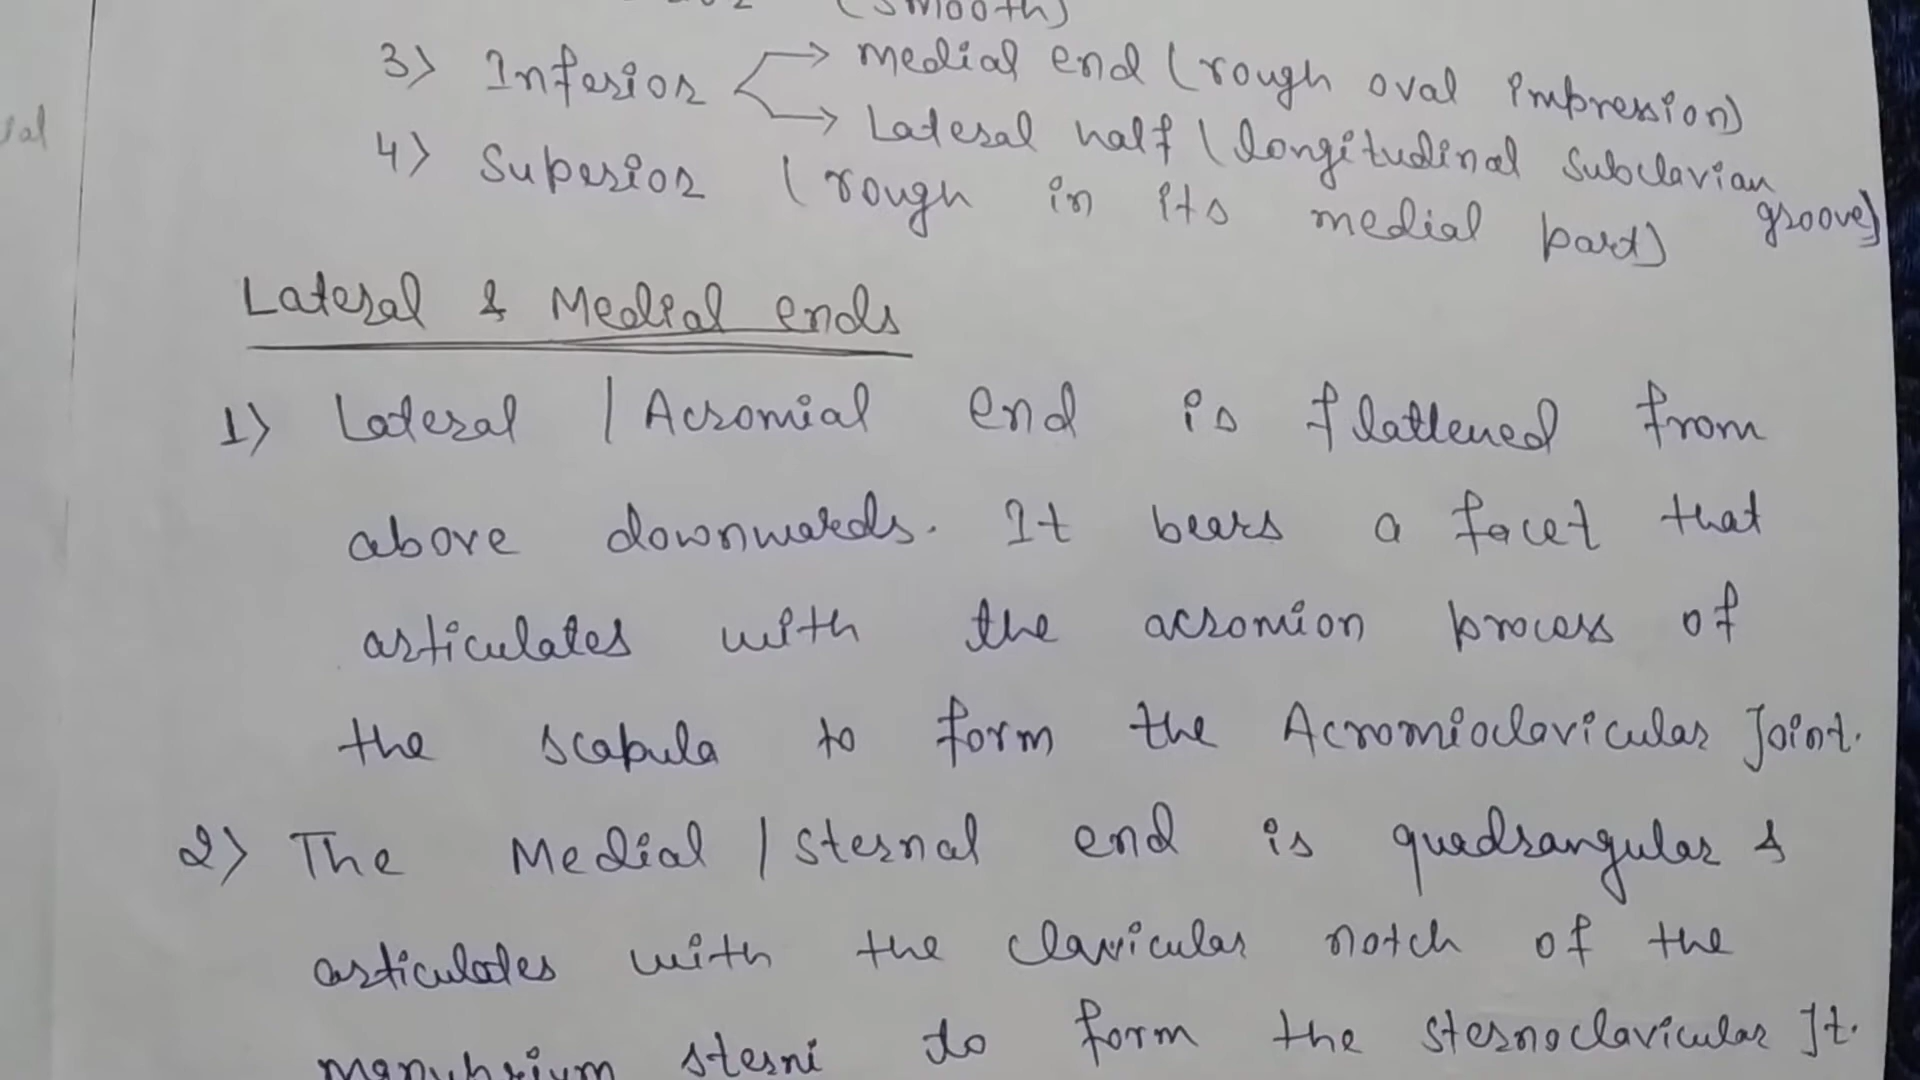 (Smooth)
3) Inferior → medial end (rough oval impression)
→ Lateral half (longitudinal subclavian groove)
4) Superior (rough in its medial part)
Lateral & Medial ends
1) Lateral / Acromial end is flattened from
above downwards. It bears a facet that
articulates with the acromion process of
the scapula to form the Acromioclavicular Joint.
2) The Medial / sternal end is quadrangular &
articulates with the clavicular notch of the
manubrium sterni to form the sternoclavicular Jt.